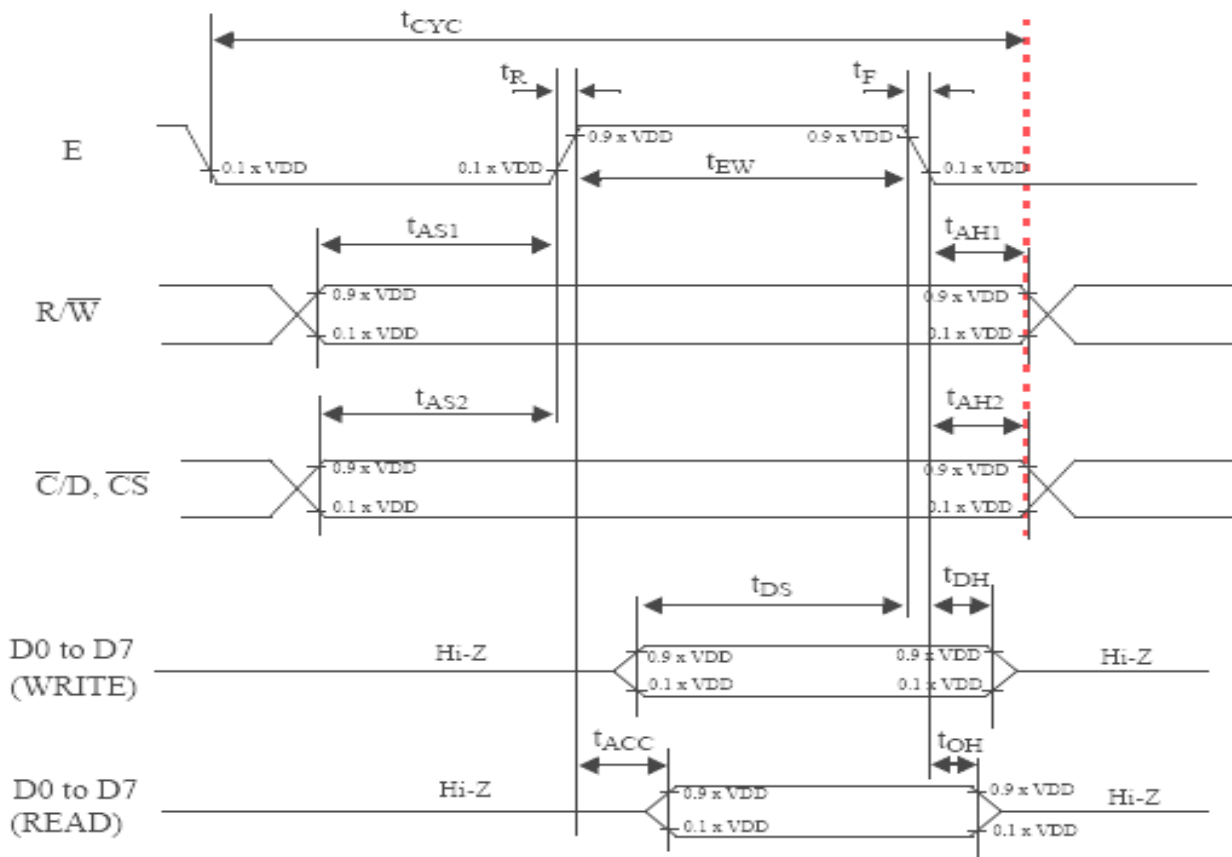 tCYC
tR tF
E 0.9 x VDD 0.9 x VDD
0.1 x VDD 0.1 x VDD tEW 0.1 x VDD
tAS1 tAH1
R/W̅ 0.9 x VDD 0.9 x VDD
0.1 x VDD 0.1 x VDD
tAS2 tAH2
C̅/D, C̅S̅ 0.9 x VDD 0.9 x VDD
0.1 x VDD 0.1 x VDD
tDS tDH
D0 to D7 Hi-Z 0.9 x VDD 0.9 x VDD Hi-Z
(WRITE) 0.1 x VDD 0.1 x VDD
tACC tOH
D0 to D7 Hi-Z 0.9 x VDD 0.9 x VDD Hi-Z
(READ) 0.1 x VDD 0.1 x VDD